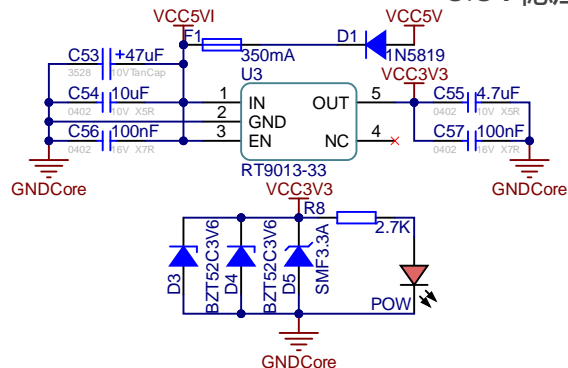 VCC5VI
VCC5V
F1
350mA
D1
1N5819
C53
+47uF
3528
10VTanCap
U3
VCC3V3
C54
10uF
0402
10V X5R
1
IN
OUT
5
C55
4.7uF
0402
10V X5R
2
GND
C56
100nF
0402
16V X7R
3
EN
NC
4
C57
100nF
0402
16V X7R
GNDCore
RT9013-33
GNDCore
VCC3V3
R8
2.7K
D3
BZT52C3V6
D4
BZT52C3V6
D5
SMF3.3A
POW
GNDCore